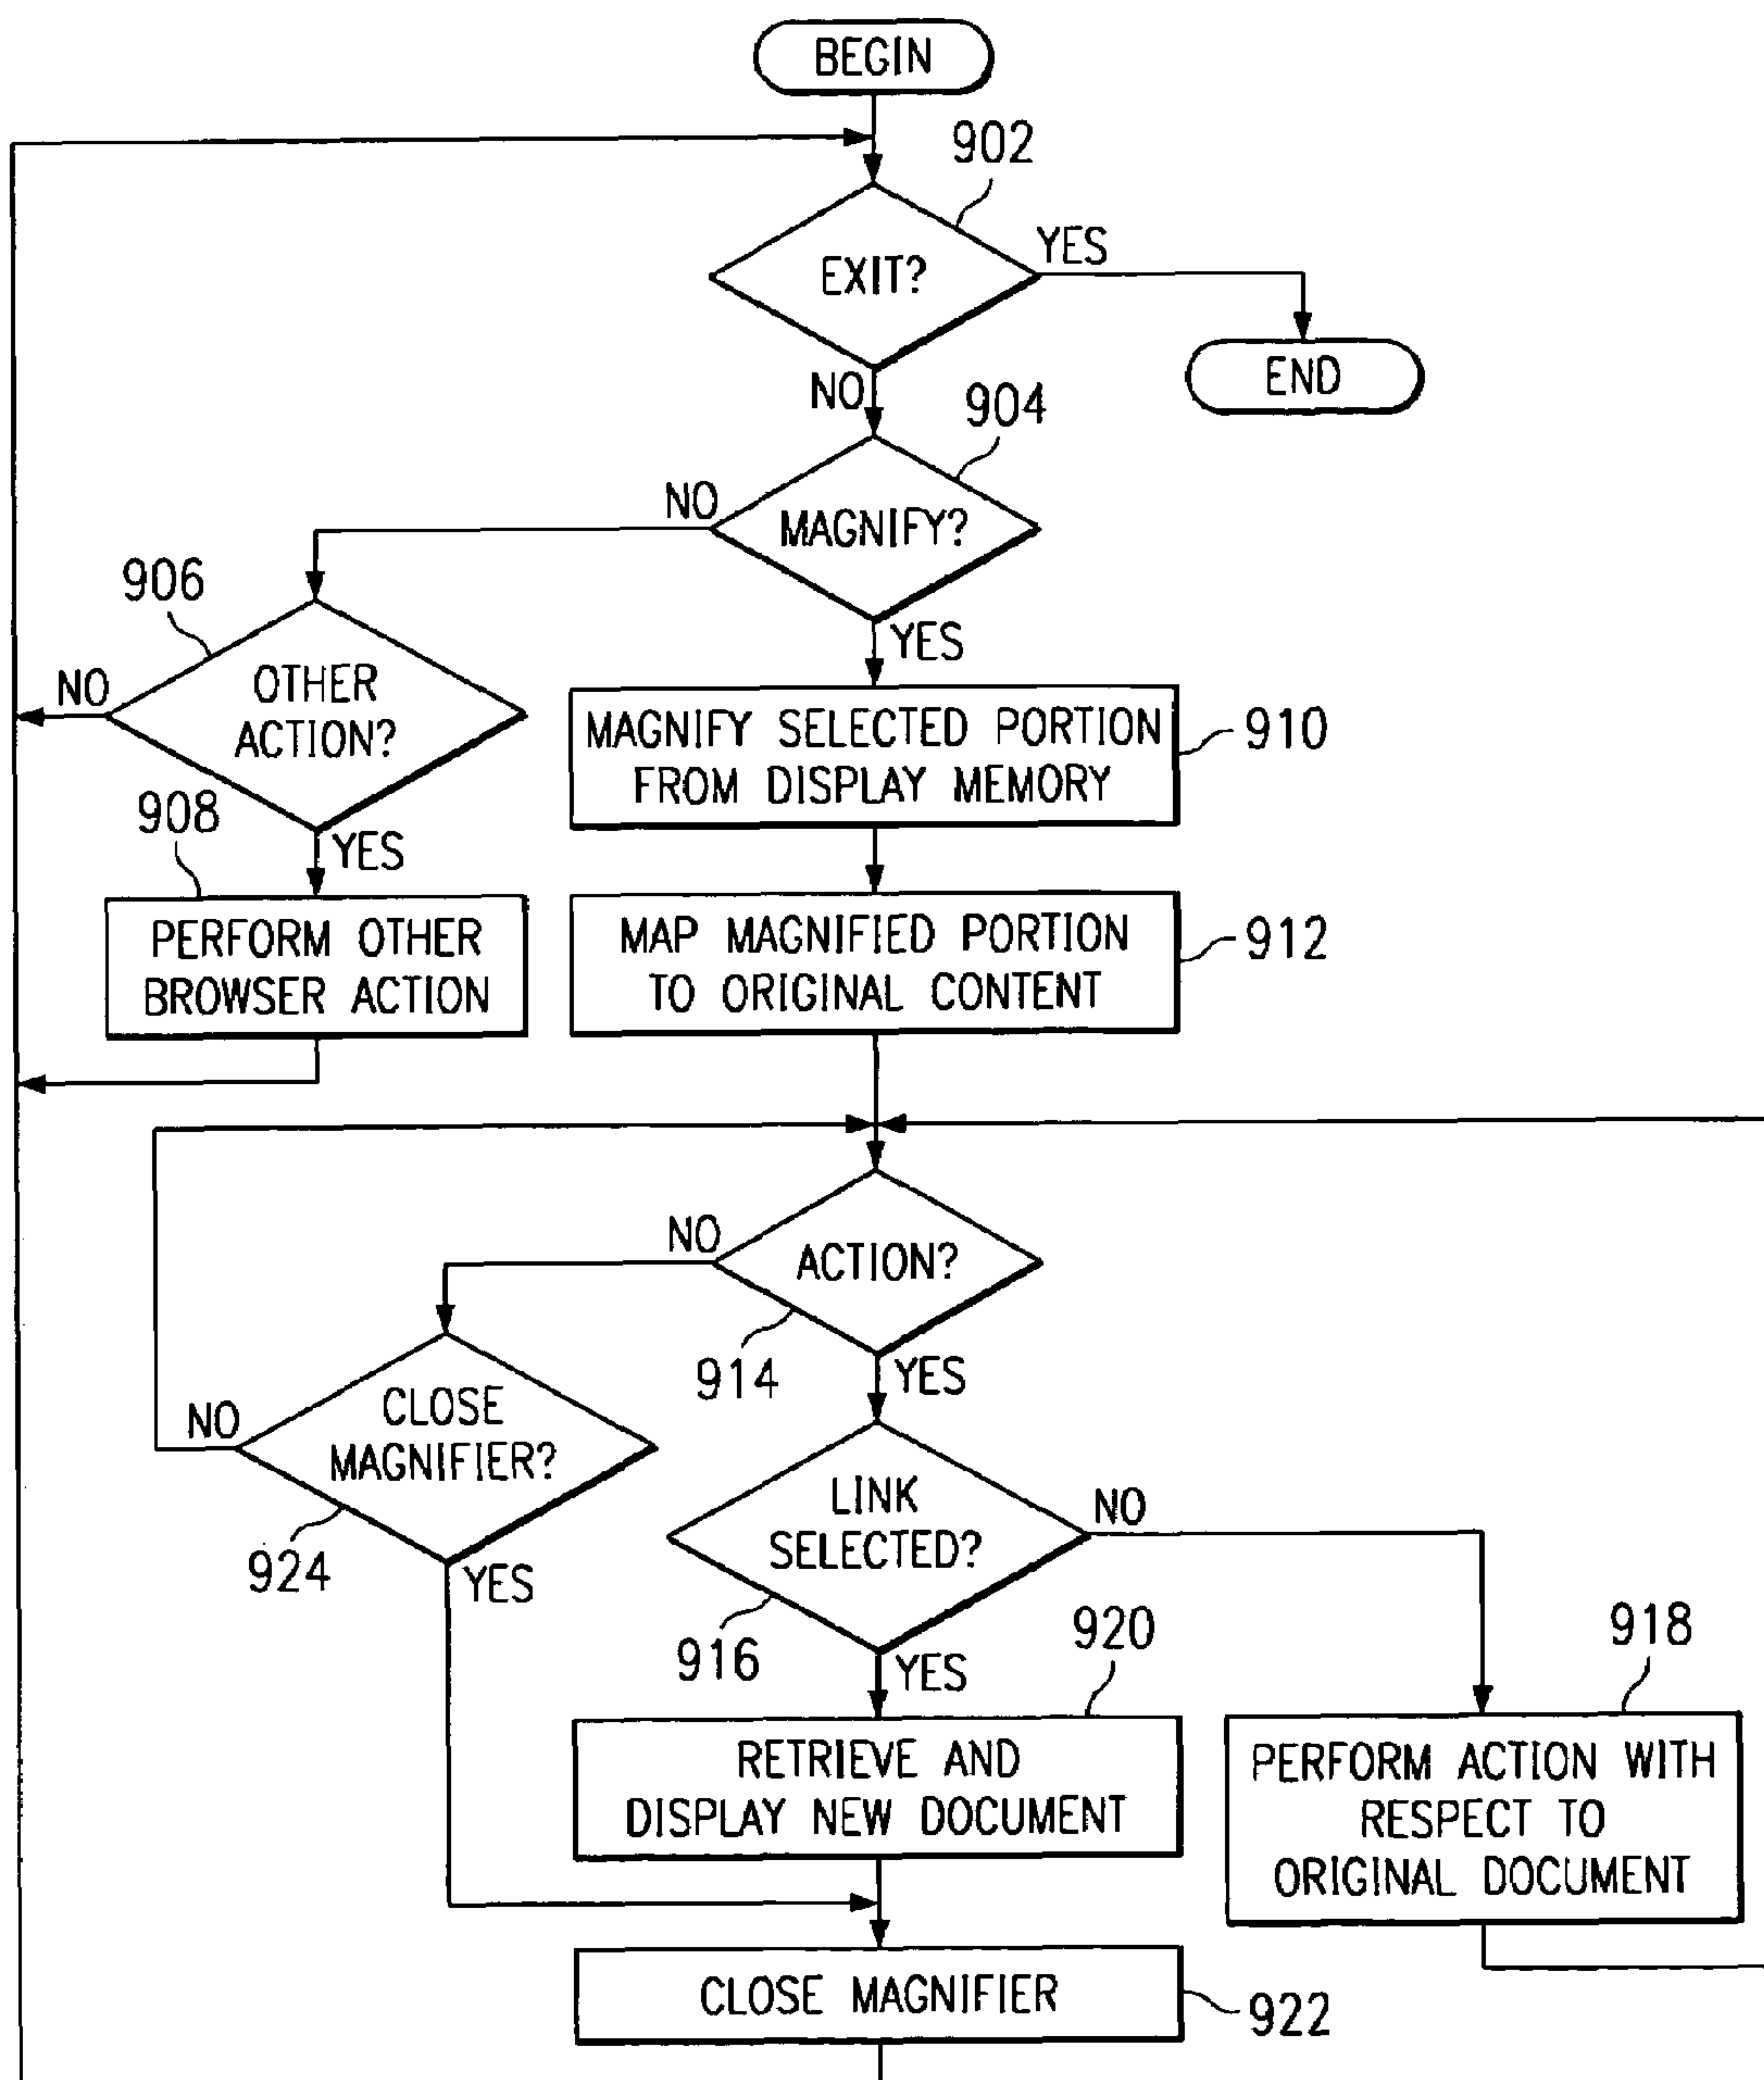 BEGIN
902
EXIT?
YES
END
NO
904
MAGNIFY?
NO
YES
906
OTHER
ACTION?
NO
YES
908
PERFORM OTHER
BROWSER ACTION
MAGNIFY SELECTED PORTION
FROM DISPLAY MEMORY
910
MAP MAGNIFIED PORTION
TO ORIGINAL CONTENT
912
ACTION?
NO
914
YES
CLOSE
MAGNIFIER?
NO
924
YES
LINK
SELECTED?
NO
916
YES
920
RETRIEVE AND
DISPLAY NEW DOCUMENT
918
PERFORM ACTION WITH
RESPECT TO
ORIGINAL DOCUMENT
CLOSE MAGNIFIER
922